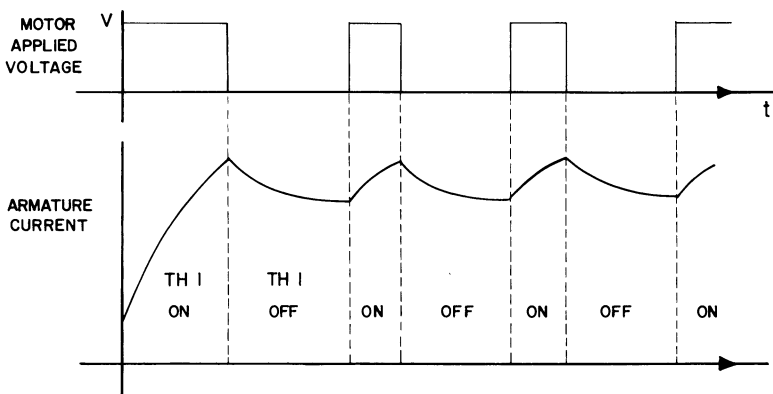 MOTOR
APPLIED
VOLTAGE
V
t
ARMATURE
CURRENT
TH I
ON
TH I
OFF
ON
OFF
ON
OFF
ON